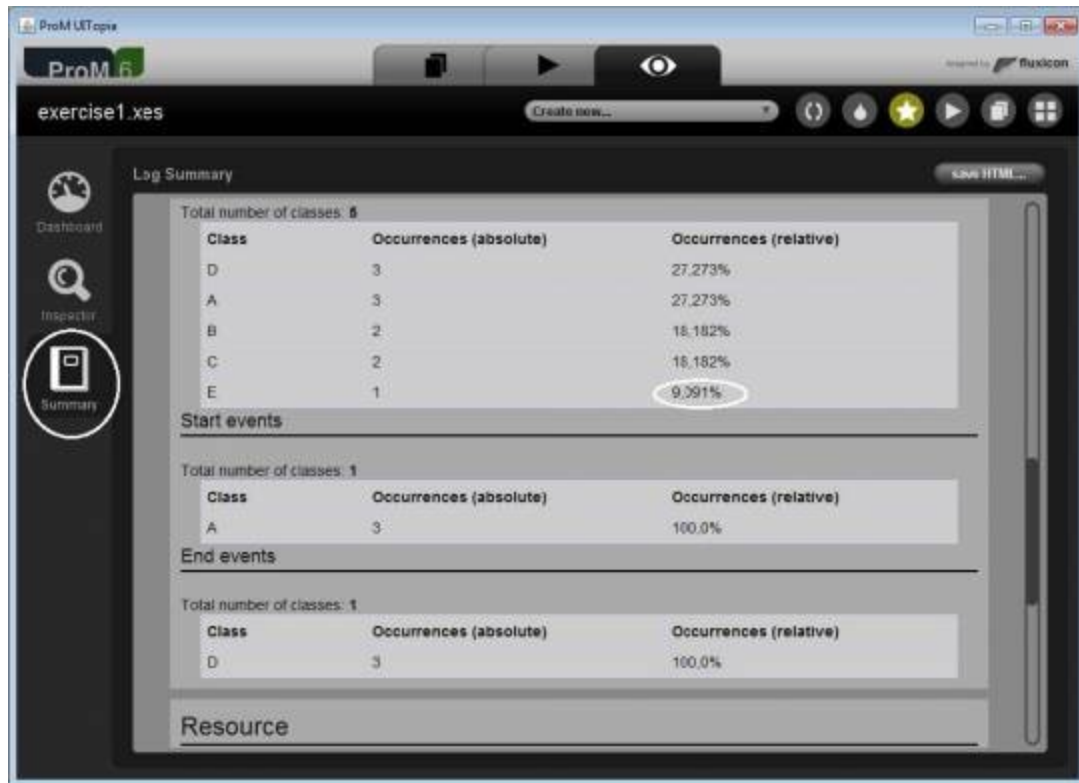 ProM UITopia
ProM 6
fluxicon
exercise1.xes
Create new...
Log Summary
save HTML...
Dashboard
Inspector
Summary
Total number of classes: 5
Class Occurrences (absolute) Occurrences (relative)
D 3 27,273%
A 3 27,273%
B 2 18,182%
C 2 18,182%
E 1 9,091%
Start events
Total number of classes: 1
Class Occurrences (absolute) Occurrences (relative)
A 3 100,0%
End events
Total number of classes: 1
Class Occurrences (absolute) Occurrences (relative)
D 3 100,0%
Resource